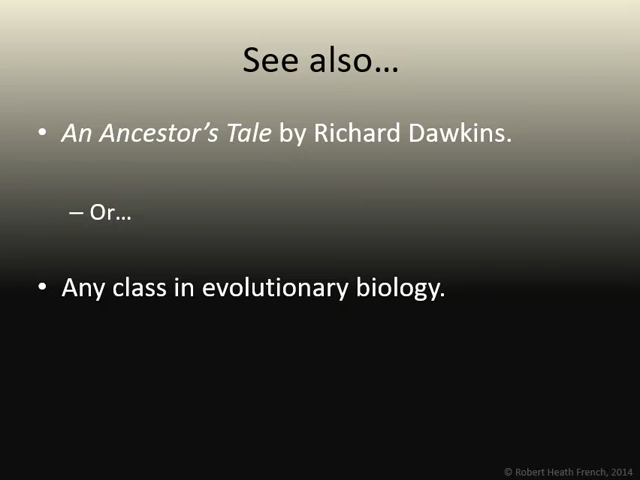 See also…
• An Ancestor’s Tale by Richard Dawkins.
– Or…
• Any class in evolutionary biology.
© Robert Heath French, 2014